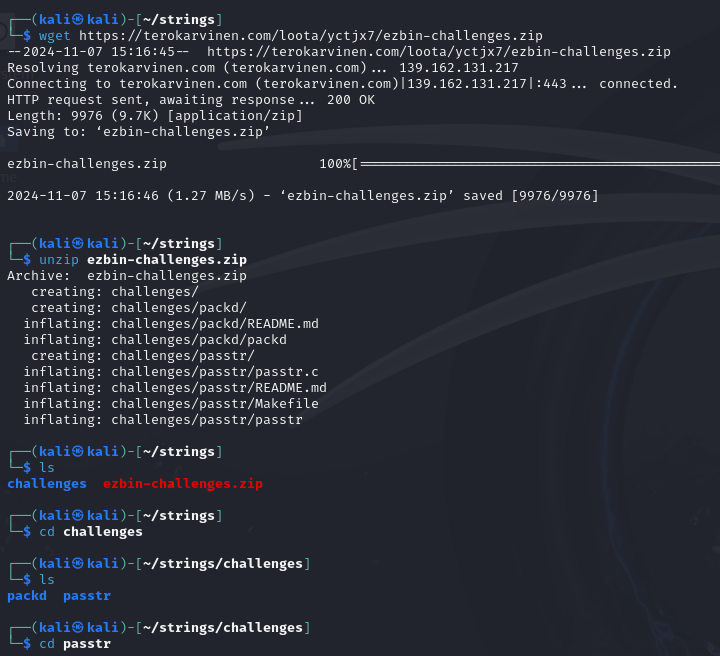 ┌──(kali㉿kali)-[~/strings]
└─$ wget https://terokarvinen.com/loota/yctjx7/ezbin-challenges.zip
--2024-11-07 15:16:45--  https://terokarvinen.com/loota/yctjx7/ezbin-challenges.zip
Resolving terokarvinen.com (terokarvinen.com)... 139.162.131.217
Connecting to terokarvinen.com (terokarvinen.com)|139.162.131.217|:443... connected.
HTTP request sent, awaiting response... 200 OK
Length: 9976 (9.7K) [application/zip]
Saving to: ‘ezbin-challenges.zip’
ezbin-challenges.zip                   100%[=============================================
2024-11-07 15:16:46 (1.27 MB/s) - ‘ezbin-challenges.zip’ saved [9976/9976]
┌──(kali㉿kali)-[~/strings]
└─$ unzip ezbin-challenges.zip
Archive:  ezbin-challenges.zip
   creating: challenges/
   creating: challenges/packd/
  inflating: challenges/packd/README.md
  inflating: challenges/packd/packd
   creating: challenges/passtr/
  inflating: challenges/passtr/passtr.c
  inflating: challenges/passtr/README.md
  inflating: challenges/passtr/Makefile
  inflating: challenges/passtr/passtr
┌──(kali㉿kali)-[~/strings]
└─$ ls
challenges  ezbin-challenges.zip
┌──(kali㉿kali)-[~/strings]
└─$ cd challenges
┌──(kali㉿kali)-[~/strings/challenges]
└─$ ls
packd  passtr
┌──(kali㉿kali)-[~/strings/challenges]
└─$ cd passtr